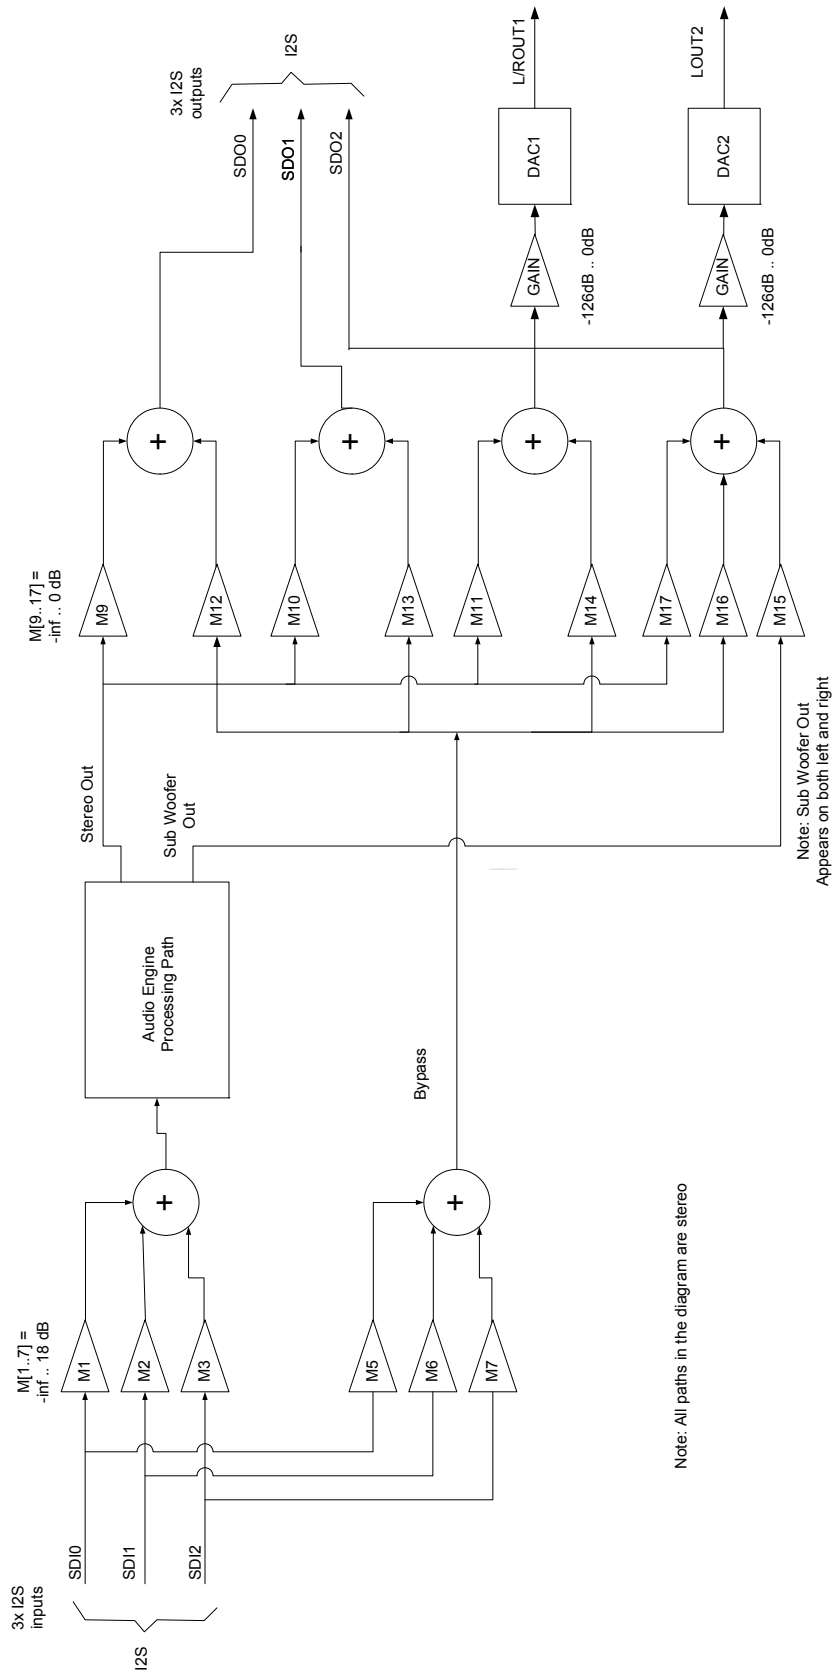 3x I2S
inputs
I2S
SDI0
SDI1
SDI2
M[1..7] =
-inf .. 18 dB
M1
M2
M3
M5
M6
M7
+
+
Audio Engine
Processing Path
Bypass
Stereo Out
Sub Woofer
Out
M[9..17] =
-inf .. 0 dB
M9
M12
M10
M13
M11
M14
M17
M16
M15
+
+
+
+
GAIN
-126dB .. 0dB
GAIN
-126dB .. 0dB
DAC1
DAC2
L/ROUT1
LOUT2
SDO0
SDO1
SDO2
3x I2S
outputs
I2S
Note: Sub Woofer Out
Appears on both left and right
Note: All paths in the diagram are stereo